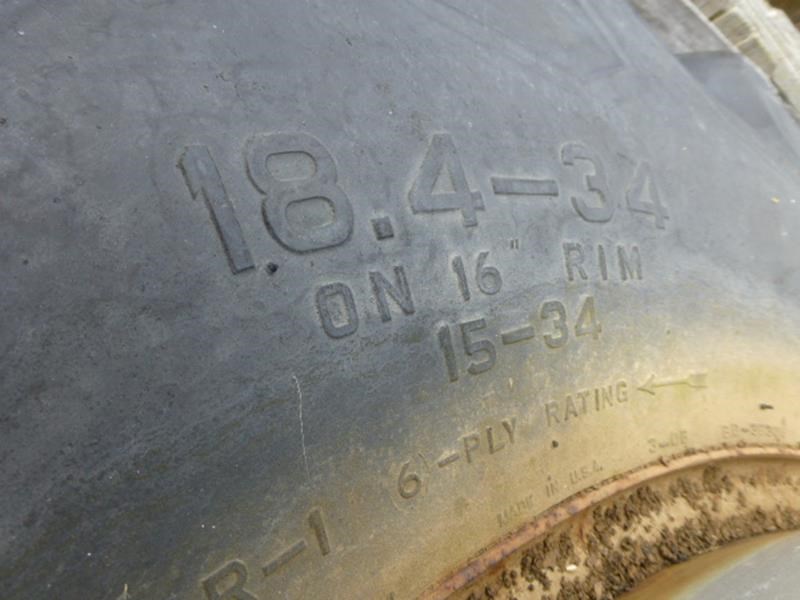 18.4-34
ON 16" RIM
15-34
6-PLY RATING
R-1
MADE IN U.S.A.